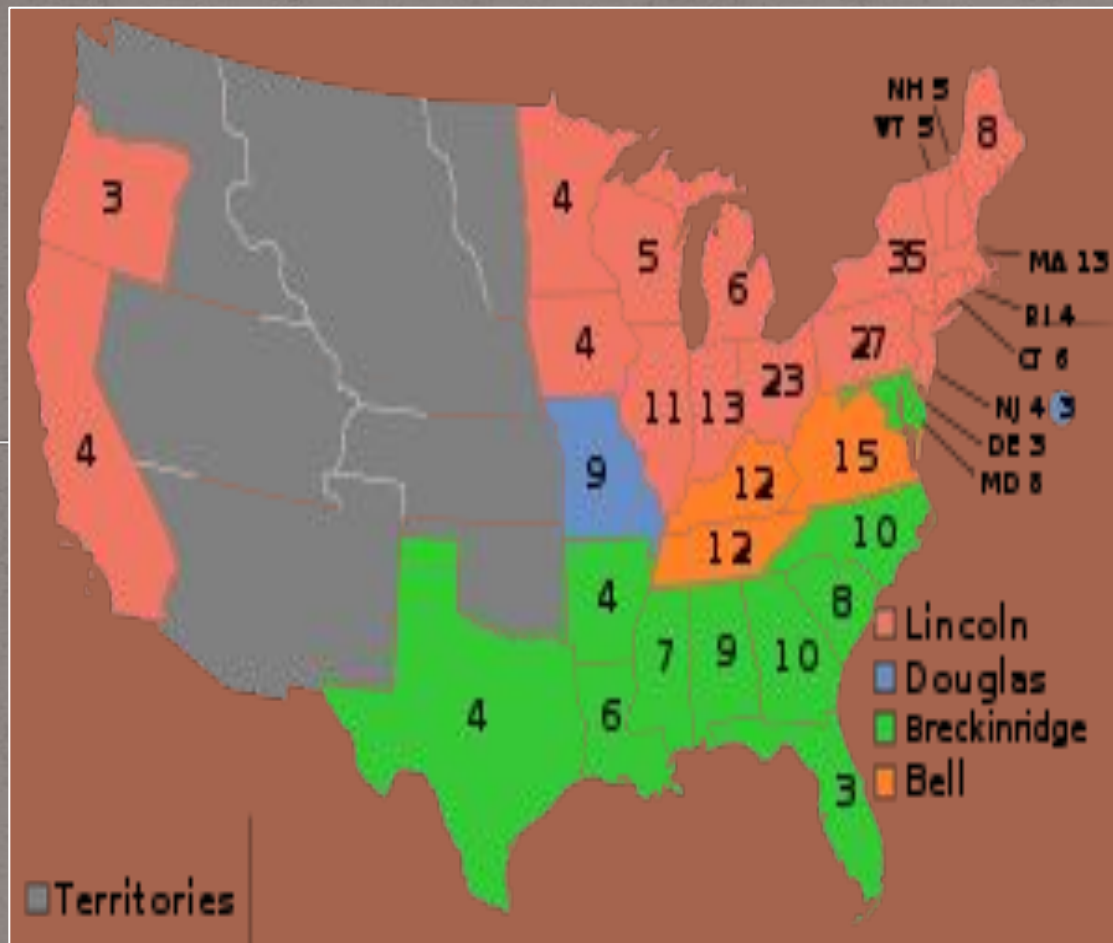 NH 5
VT 5
8
3
4
5
35
6
MA 13
RI 4
4
27
CT 6
23
11
13
NJ 4 3
4
9
12
15
DE 3
MD 8
12
10
4
8
Lincoln
7
9
10
Douglas
4
6
Breckinridge
3
Bell
Territories